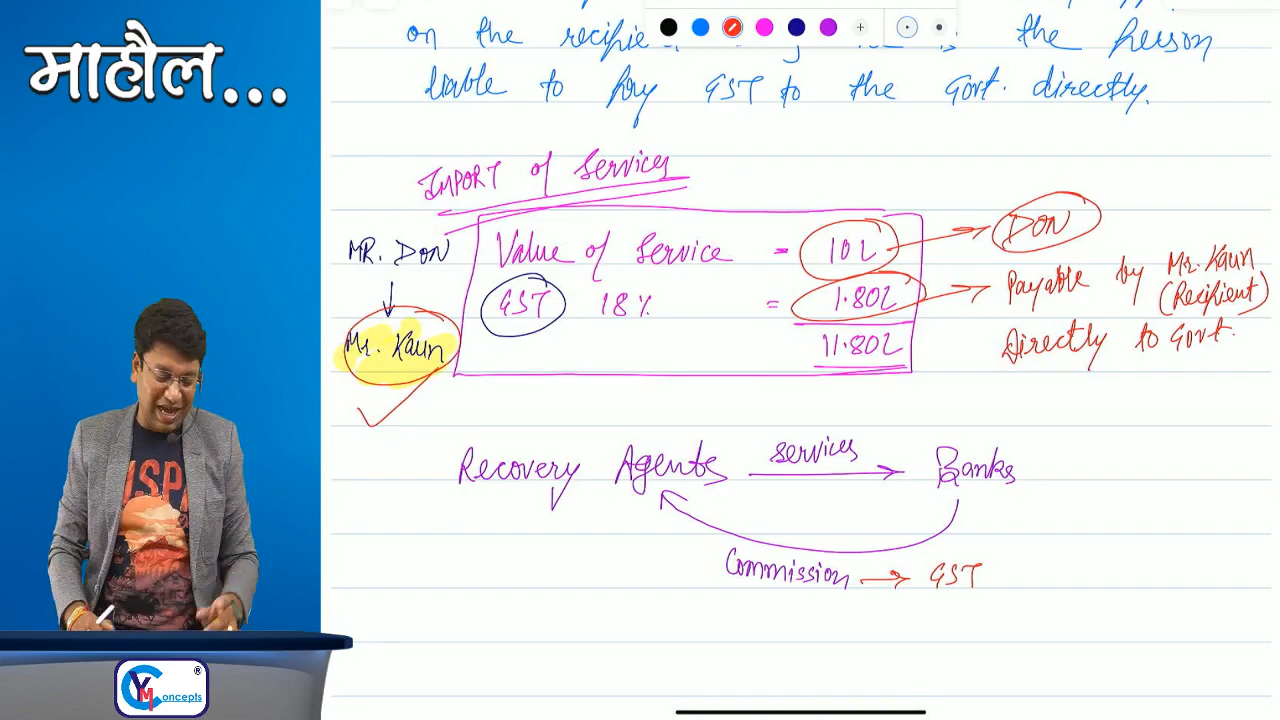 माहौल...
on the the person
liable to pay GST to the Govt. directly.
IMPORT of Services
MR. DON
Mr. Kaun
Value of Service = 10L
GST 18% = 1.80L
11.80L
DON
Payable by Mr. Kaun
(Recipient)
Directly to Govt.
Recovery Agents services Banks
Commission → GST
YM Concepts ®